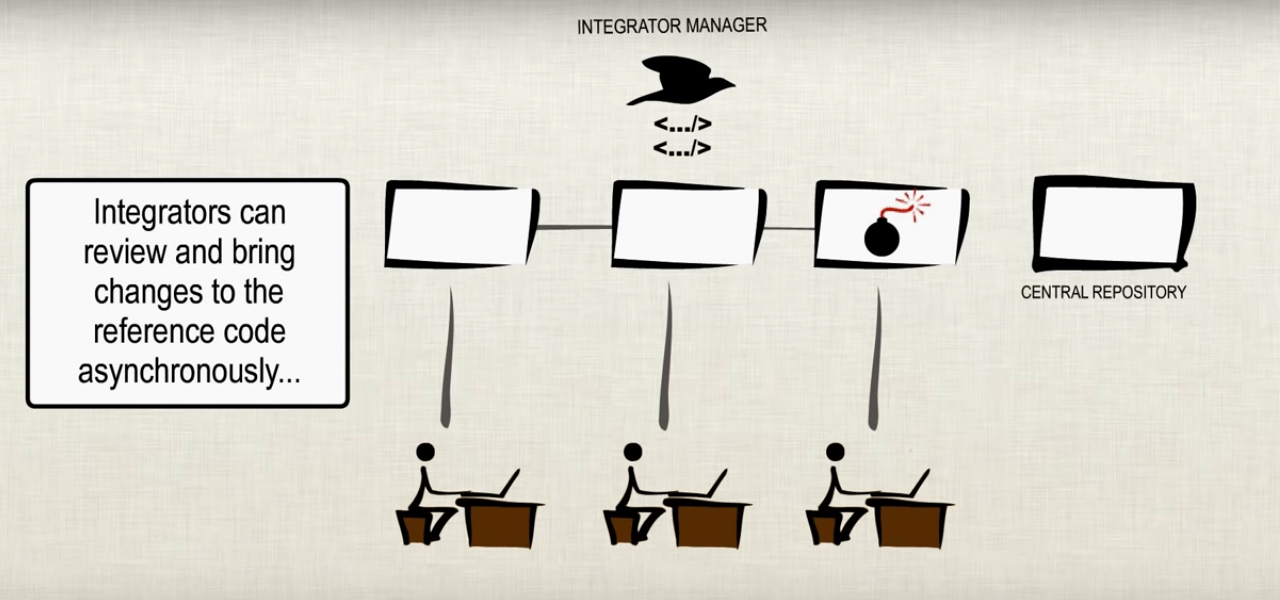 INTEGRATOR MANAGER
<.../>
<.../>
Integrators can
review and bring
changes to the
reference code
asynchronously...
CENTRAL REPOSITORY